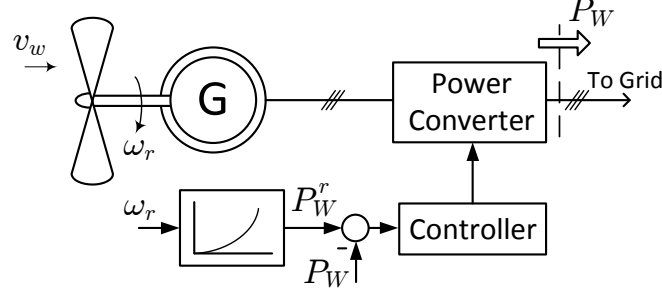 P_W
v_w
G
Power
Converter
To Grid
ω_r
ω_r
P_W^r
-
P_W
Controller